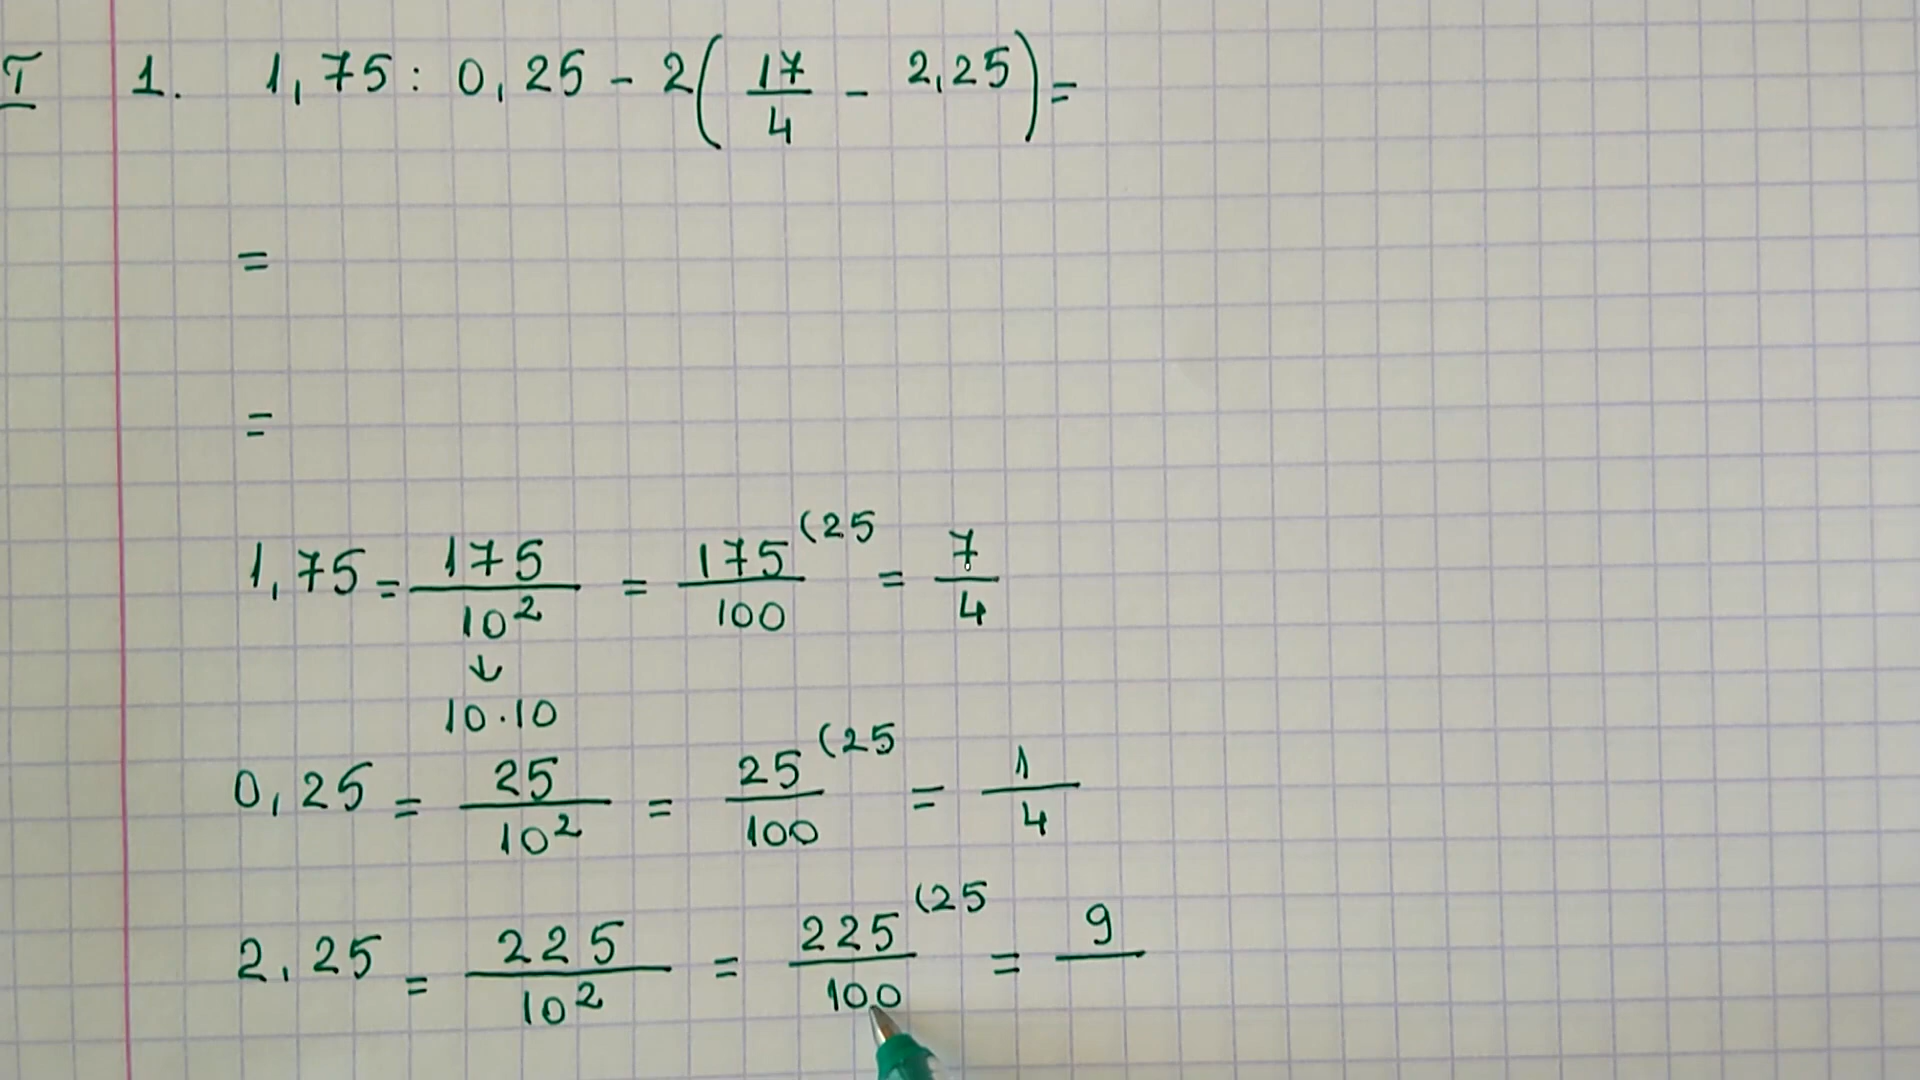 I 1. 1,75 : 0,25 - 2(17/4 - 2,25) =
=
=
1,75 = 175/10² = 175/100 (25 = 7/4
↓
10·10
0,25 = 25/10² = 25/100 (25 = 1/4
2,25 = 225/10² = 225/100 (25 = 9/